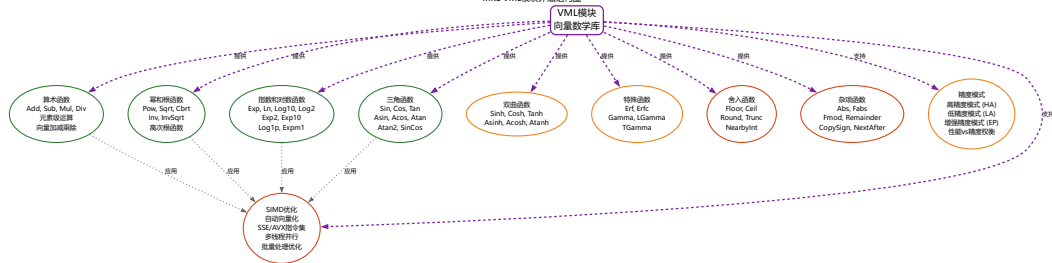 VML模块
向量数学库
提供
提供
提供
提供
提供
提供
提供
提供
支持
支持
算术函数
Add, Sub, Mul, Div
元素级运算
向量加减乘除
幂和根函数
Pow, Sqrt, Cbrt
Inv, InvSqrt
高次根函数
指数和对数函数
Exp, Ln, Log10, Log2
Exp2, Exp10
Log1p, Expm1
三角函数
Sin, Cos, Tan
Asin, Acos, Atan
Atan2, SinCos
双曲函数
Sinh, Cosh, Tanh
Asinh, Acosh, Atanh
特殊函数
Erf, Erfc
Gamma, LGamma
TGamma
舍入函数
Floor, Ceil
Round, Trunc
NearbyInt
杂项函数
Abs, Fabs
Fmod, Remainder
CopySign, NextAfter
精度模式
高精度模式 (HA)
低精度模式 (LA)
增强精度模式 (EP)
性能vs精度权衡
应用
应用
应用
应用
SIMD优化
自动向量化
SSE/AVX指令集
多线程并行
批量处理优化